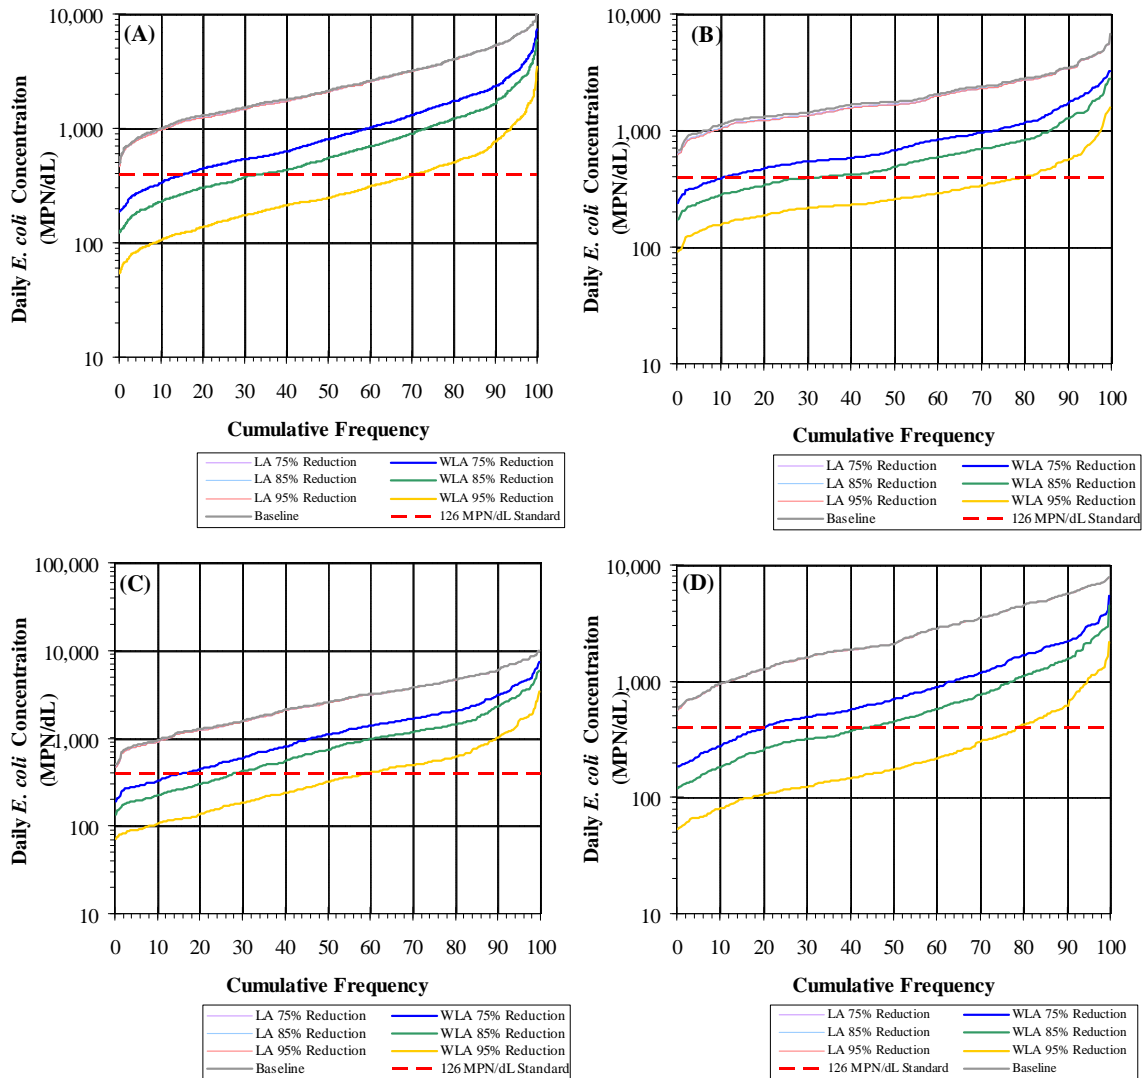 (A)
10,000
1,000
100
10
Daily E. coli Concentraiton
(MPN/dL)
0 10 20 30 40 50 60 70 80 90 100
Cumulative Frequency
LA 75% Reduction WLA 75% Reduction
LA 85% Reduction WLA 85% Reduction
LA 95% Reduction WLA 95% Reduction
Baseline 126 MPN/dL Standard
(B)
10,000
1,000
100
10
Daily E. coli Concentraiton
(MPN/dL)
0 10 20 30 40 50 60 70 80 90 100
Cumulative Frequency
LA 75% Reduction WLA 75% Reduction
LA 85% Reduction WLA 85% Reduction
LA 95% Reduction WLA 95% Reduction
Baseline 126 MPN/dL Standard
(C)
100,000
10,000
1,000
100
10
Daily E. coli Concentraiton
(MPN/dL)
0 10 20 30 40 50 60 70 80 90 100
Cumulative Frequency
LA 75% Reduction WLA 75% Reduction
LA 85% Reduction WLA 85% Reduction
LA 95% Reduction WLA 95% Reduction
Baseline 126 MPN/dL Standard
(D)
10,000
1,000
100
10
Daily E. coli Concentraiton
(MPN/dL)
0 10 20 30 40 50 60 70 80 90 100
Cumulative Frequency
LA 75% Reduction WLA 75% Reduction
LA 85% Reduction WLA 85% Reduction
LA 95% Reduction WLA 95% Reduction
126 MPN/dL Standard Baseline